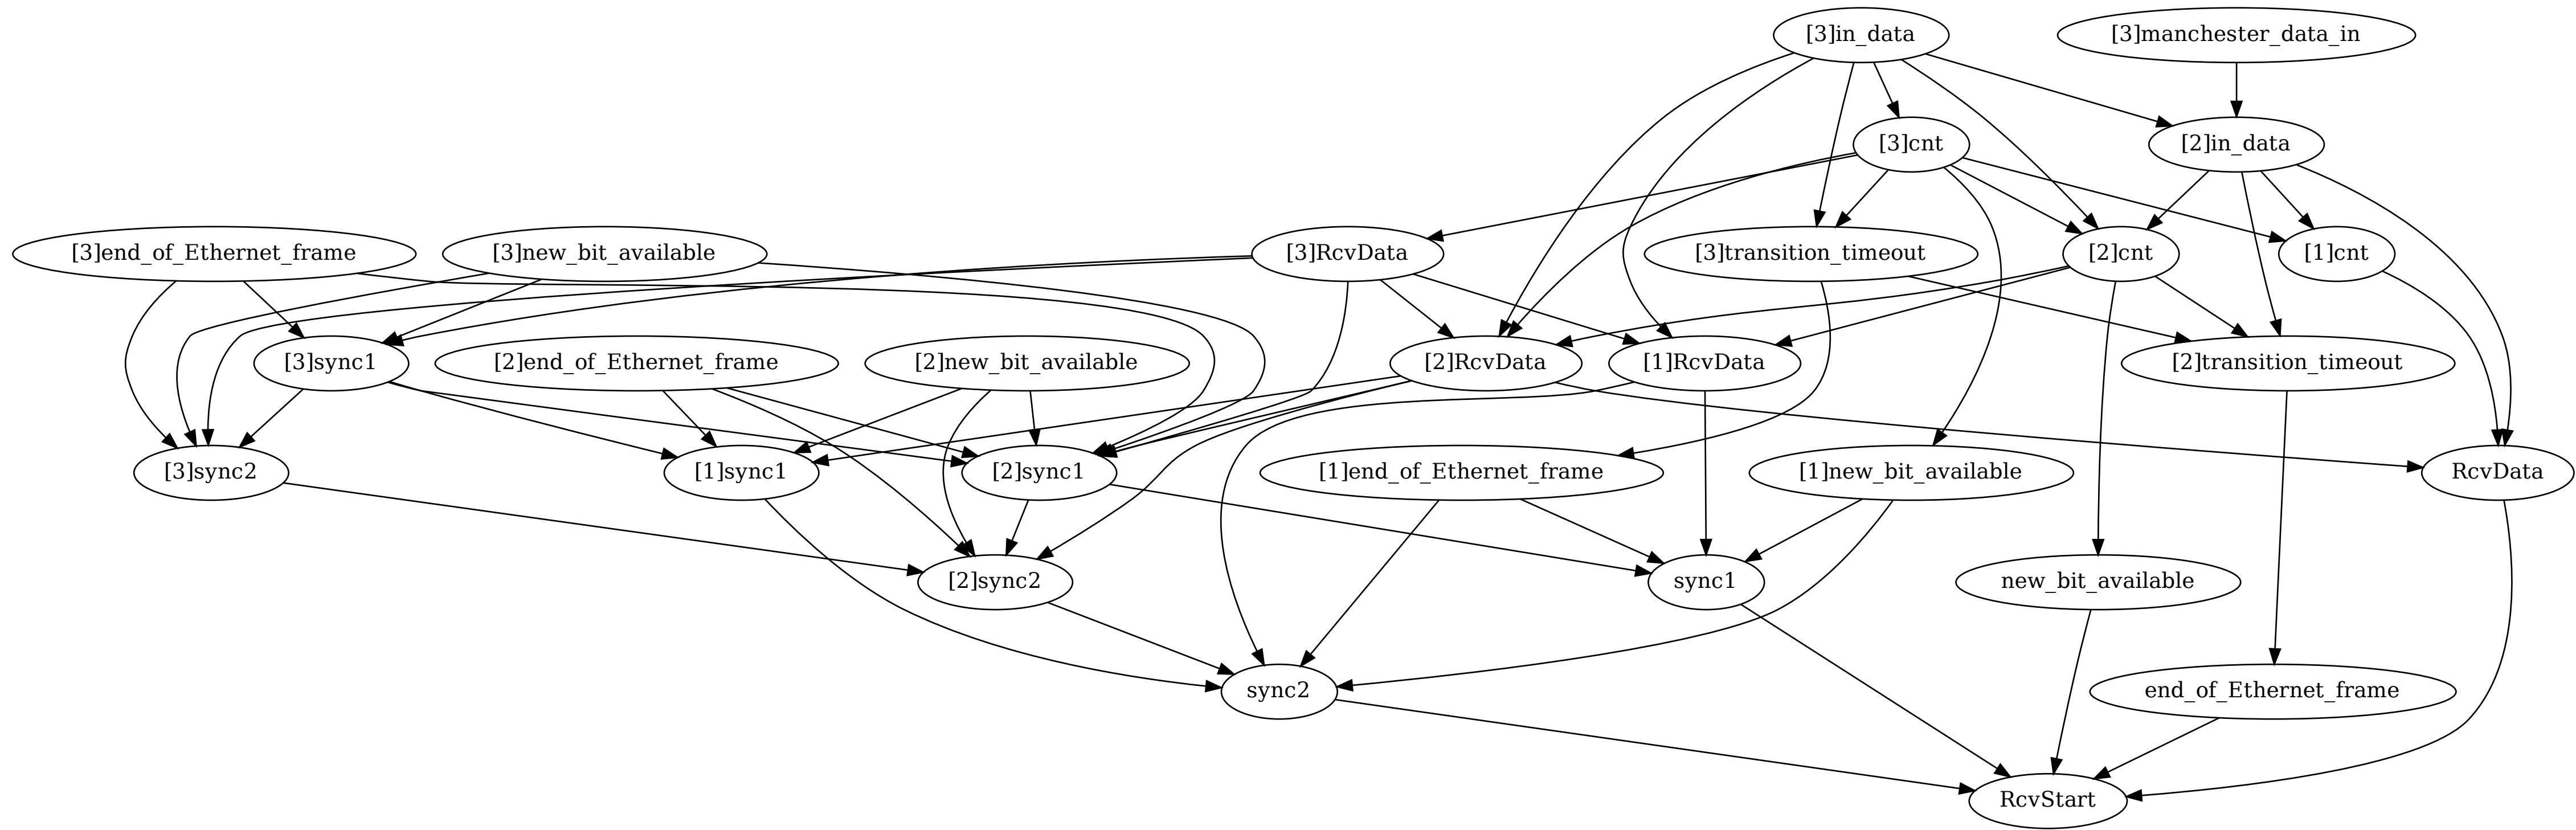 [3]in_data
[3]manchester_data_in
[3]cnt
[2]in_data
[3]end_of_Ethernet_frame
[3]new_bit_available
[3]RcvData
[3]transition_timeout
[2]cnt
[1]cnt
[3]sync1
[2]end_of_Ethernet_frame
[2]new_bit_available
[2]RcvData
[1]RcvData
[2]transition_timeout
[3]sync2
[1]sync1
[2]sync1
[1]end_of_Ethernet_frame
[1]new_bit_available
RcvData
[2]sync2
sync1
new_bit_available
sync2
end_of_Ethernet_frame
RcvStart